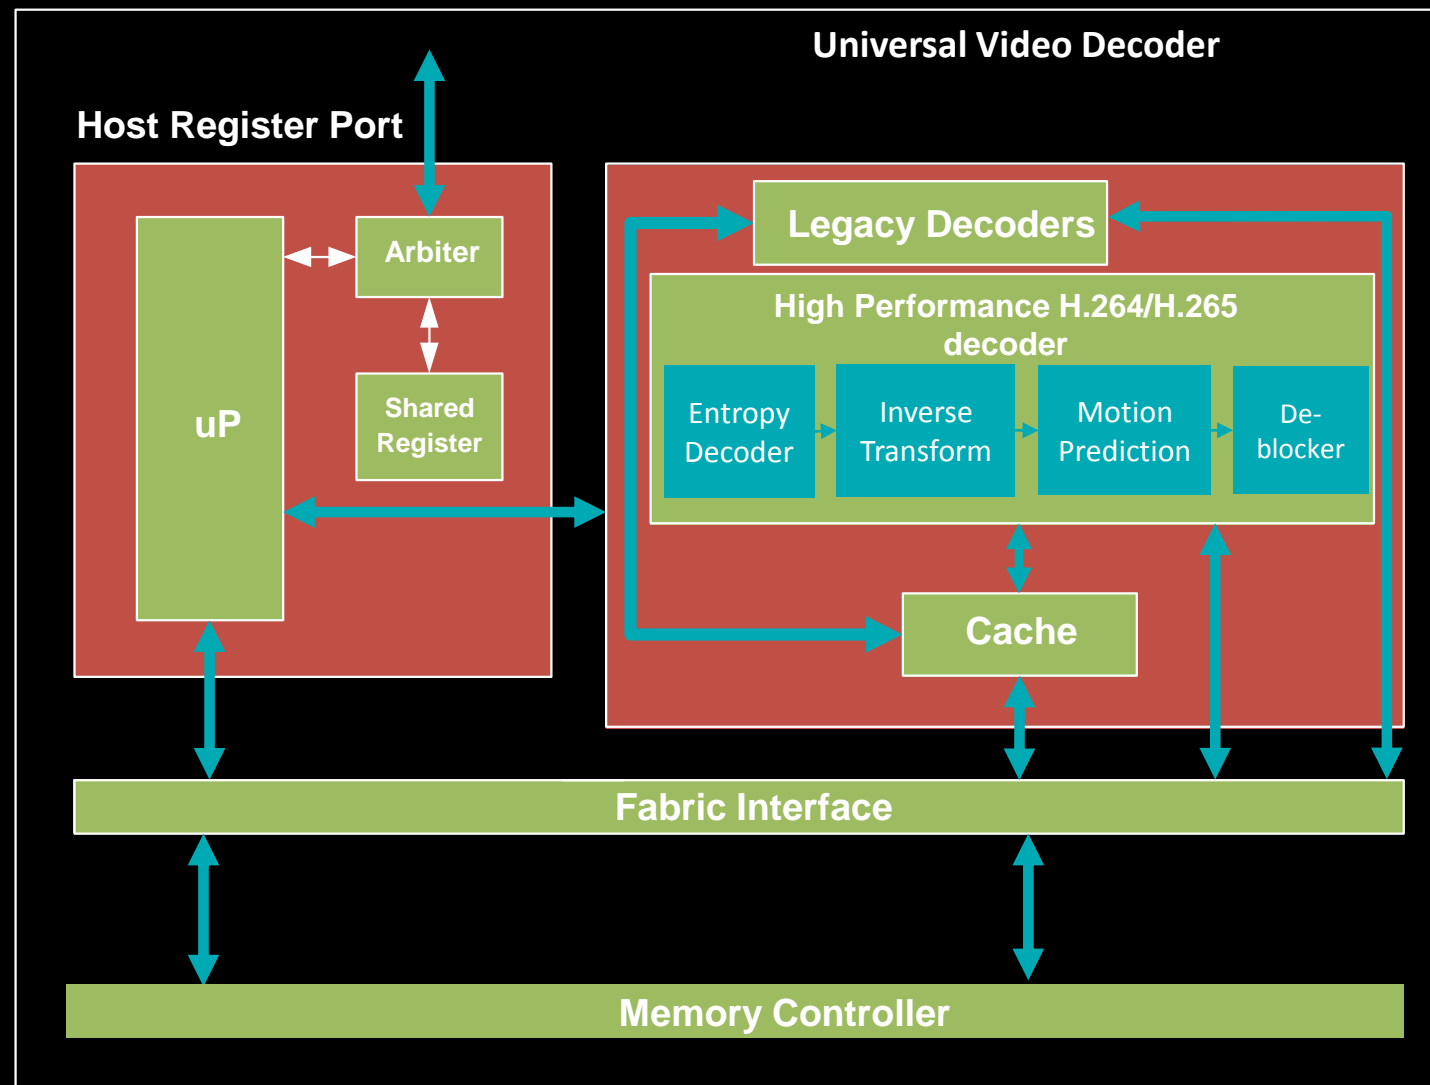 Universal Video Decoder
Host Register Port
Arbiter
uP
Shared
Register
Legacy Decoders
High Performance H.264/H.265
decoder
Entropy
Decoder
Inverse
Transform
Motion
Prediction
De-
blocker
Cache
Fabric Interface
Memory Controller